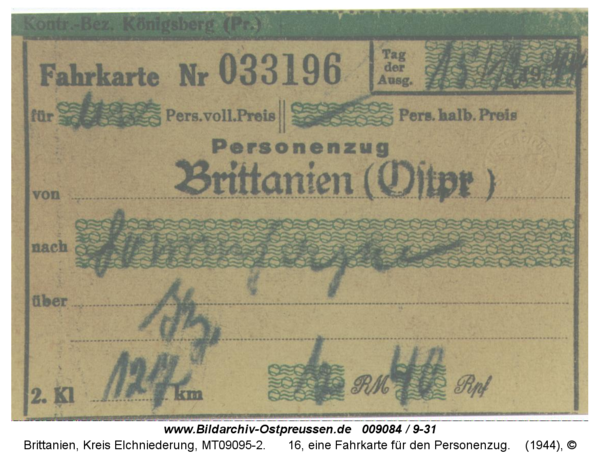 Kontr.-Bez. Königsberg (Pr.)
Fahrkarte Nr 033196
Tag der Ausg. 19 44
für Pers.voll.Preis Pers.halb.Preis
Personenzug
von Brittanien (Ostpr)
nach
über
2. Kl 127 km RM 40 Rpf
www.Bildarchiv-Ostpreussen.de 009084 / 9-31
Brittanien, Kreis Elchniederung, MT09095-2. 16, eine Fahrkarte für den Personenzug. (1944), ©